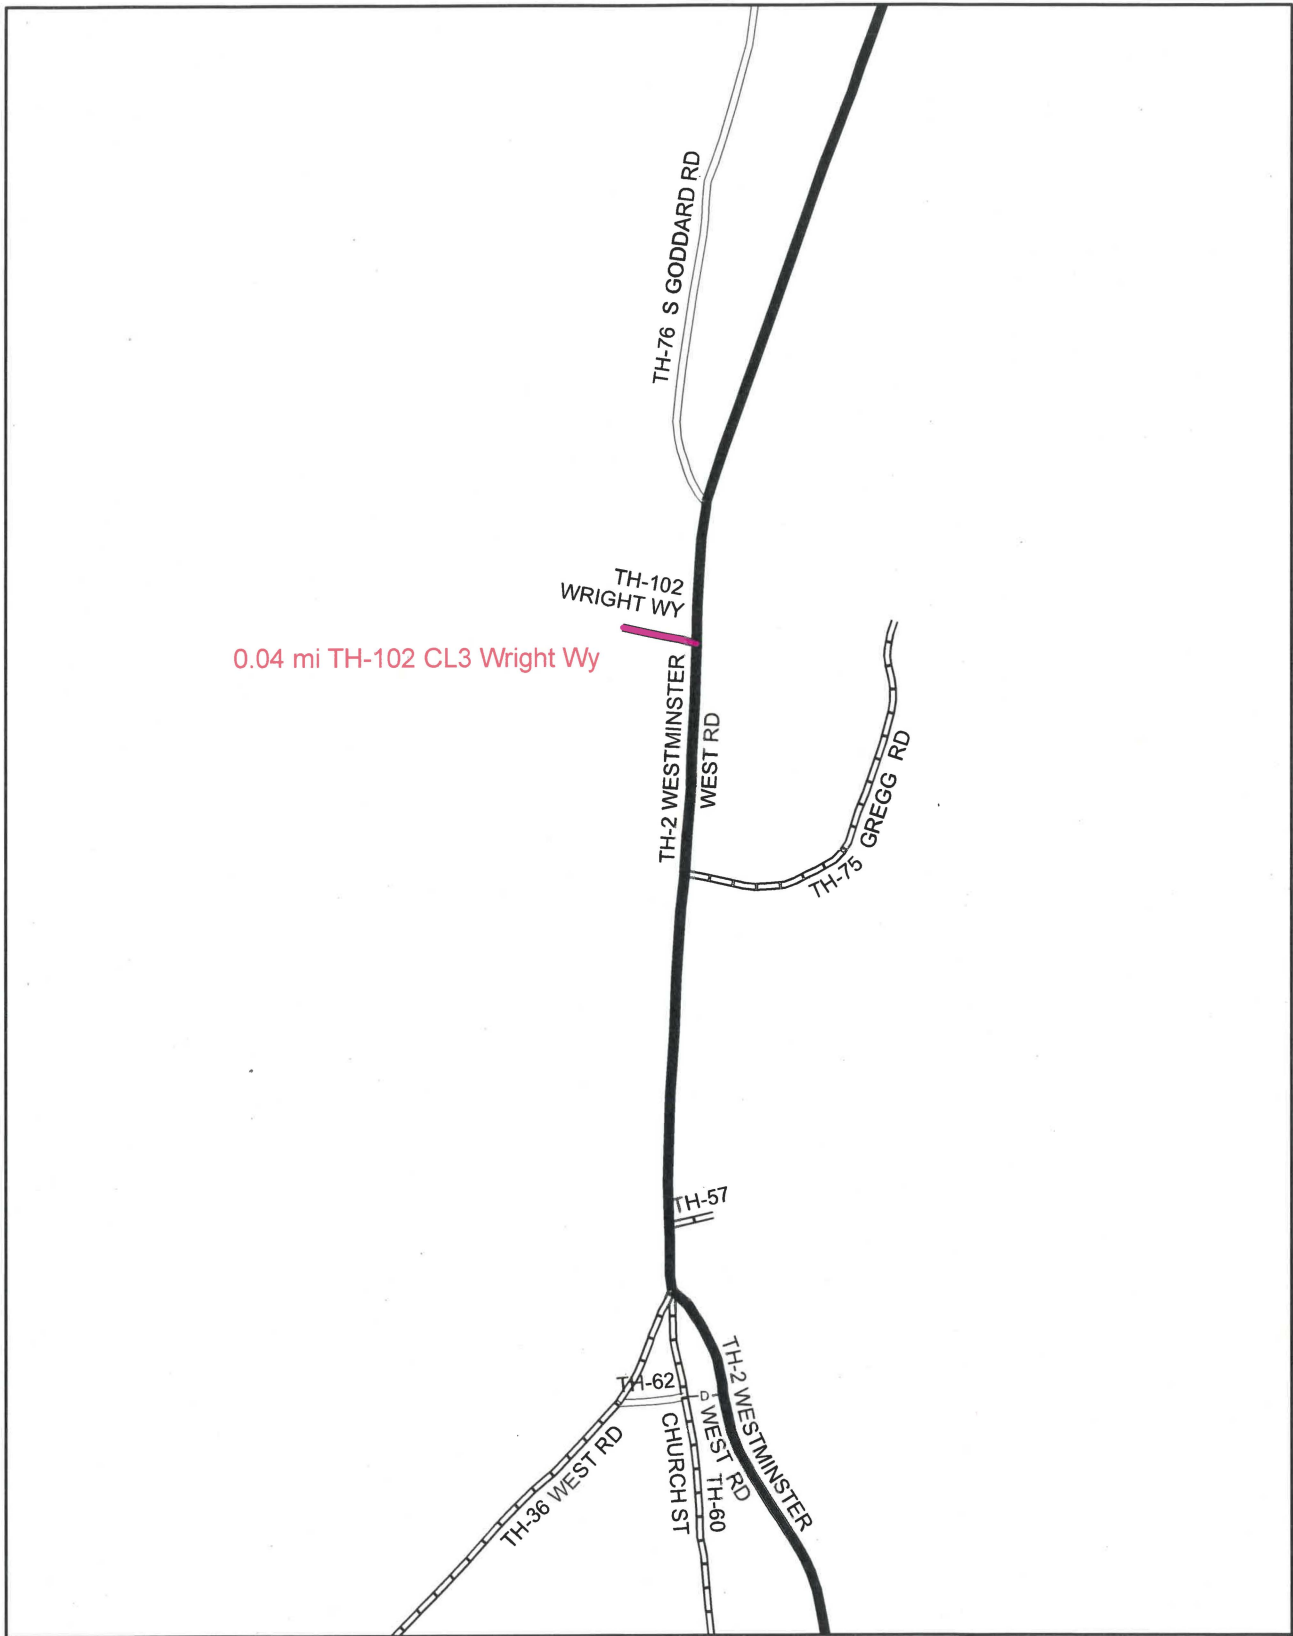 TH-76 S GODDARD RD
TH-102
WRIGHT WY
0.04 mi TH-102 CL3 Wright Wy
TH-2 WESTMINSTER
WEST RD
GREGG RD
TH-75
TH-57
TH-62
TH-2 WESTMINSTER
WEST RD
D
CHURCH ST
TH-60
TH-36 WEST RD